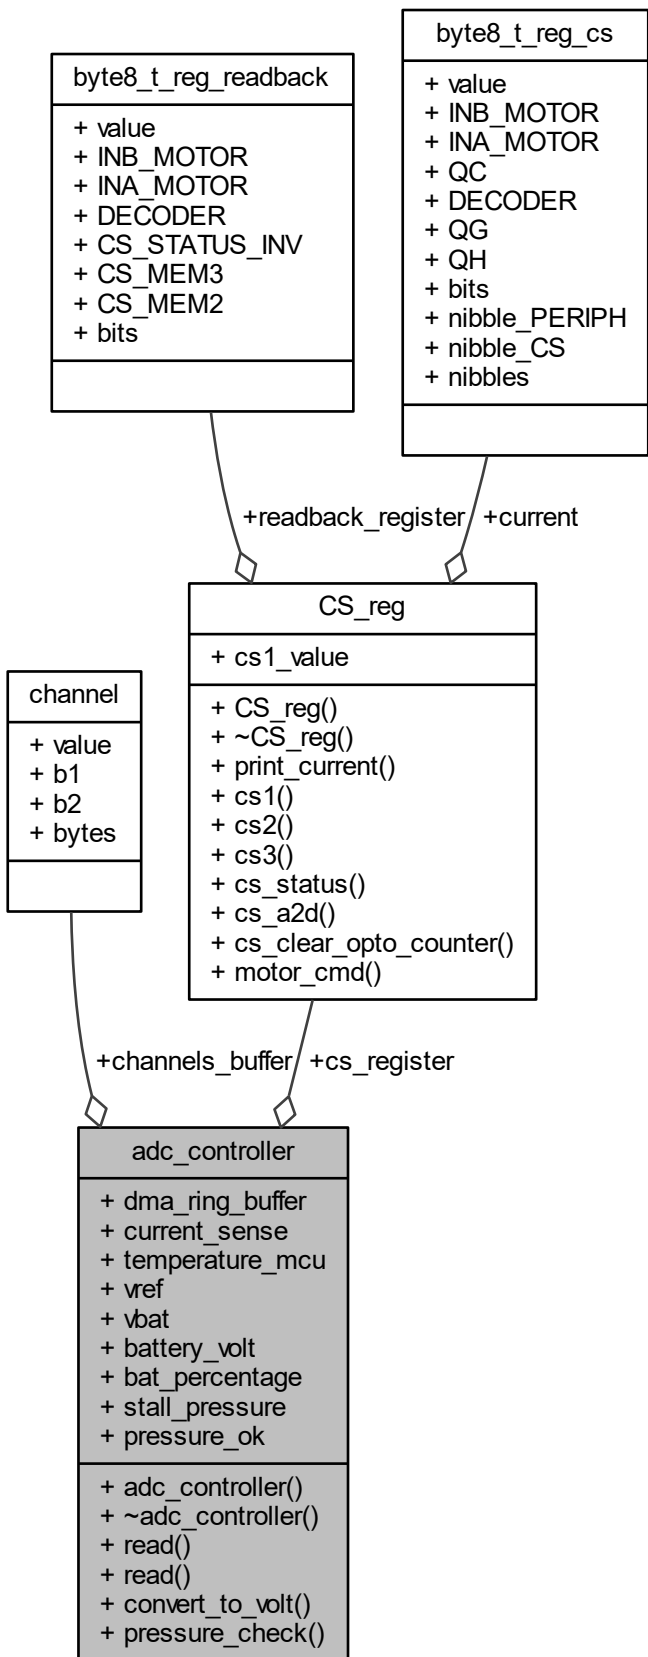 byte8_t_reg_readback
+ value
+ INB_MOTOR
+ INA_MOTOR
+ DECODER
+ CS_STATUS_INV
+ CS_MEM3
+ CS_MEM2
+ bits
byte8_t_reg_cs
+ value
+ INB_MOTOR
+ INA_MOTOR
+ QC
+ DECODER
+ QG
+ QH
+ bits
+ nibble_PERIPH
+ nibble_CS
+ nibbles
+readback_register
+current
CS_reg
+ cs1_value
+ CS_reg()
+ ~CS_reg()
+ print_current()
+ cs1()
+ cs2()
+ cs3()
+ cs_status()
+ cs_a2d()
+ cs_clear_opto_counter()
+ motor_cmd()
channel
+ value
+ b1
+ b2
+ bytes
+channels_buffer
+cs_register
adc_controller
+ dma_ring_buffer
+ current_sense
+ temperature_mcu
+ vref
+ vbat
+ battery_volt
+ bat_percentage
+ stall_pressure
+ pressure_ok
+ adc_controller()
+ ~adc_controller()
+ read()
+ read()
+ convert_to_volt()
+ pressure_check()